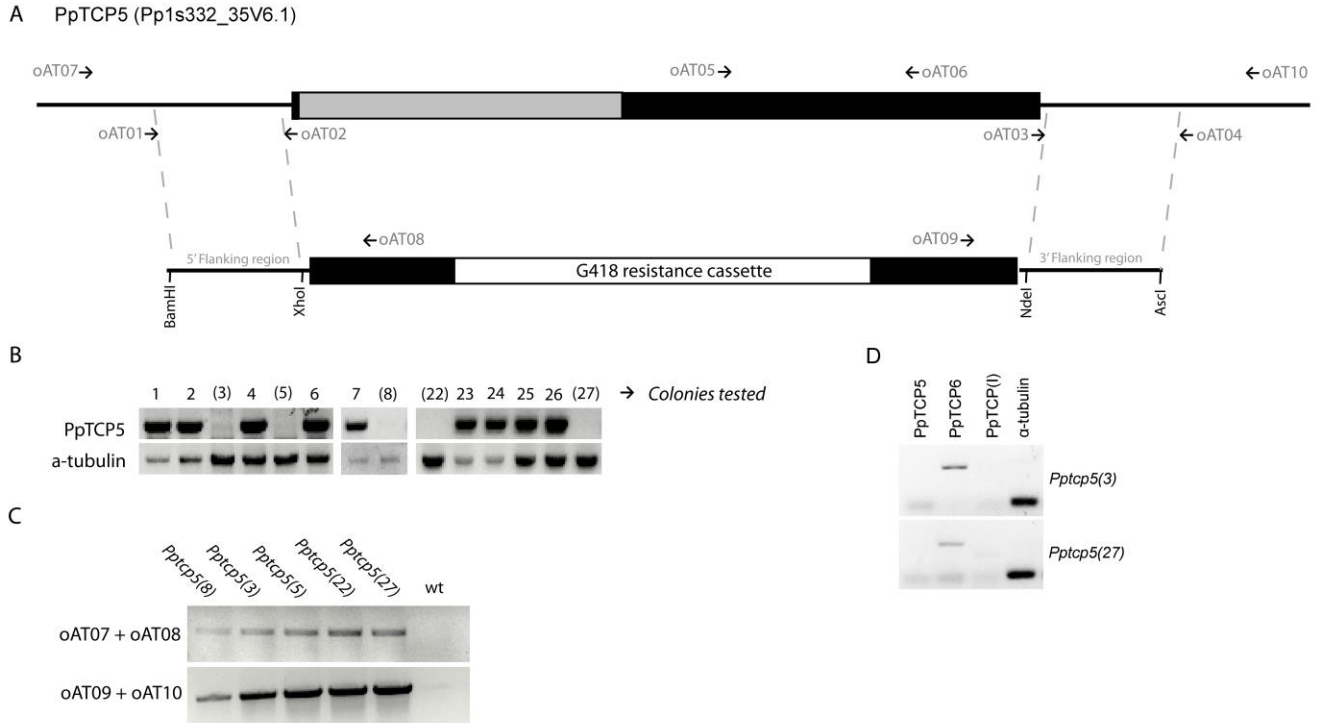 A PpTCP5 (Pp1s332_35V6.1)
oAT07 oAT05 oAT06 oAT10
oAT01 oAT02 oAT03 oAT04
oAT08 oAT09
5' Flanking region 3' Flanking region
G418 resistance cassette
BamHI XhoI NdeI AscI
B
1 2 (3) 4 (5) 6 7 (8) (22) 23 24 25 26 (27) → Colonies tested
PpTCP5
a-tubulin
C
Pptcp5(8) Pptcp5(3) Pptcp5(5) Pptcp5(22) Pptcp5(27) wt
oAT07 + oAT08
oAT09 + oAT10
D
PpTCP5 PpTCP6 PpTCP(I) α-tubulin
Pptcp5(3)
Pptcp5(27)